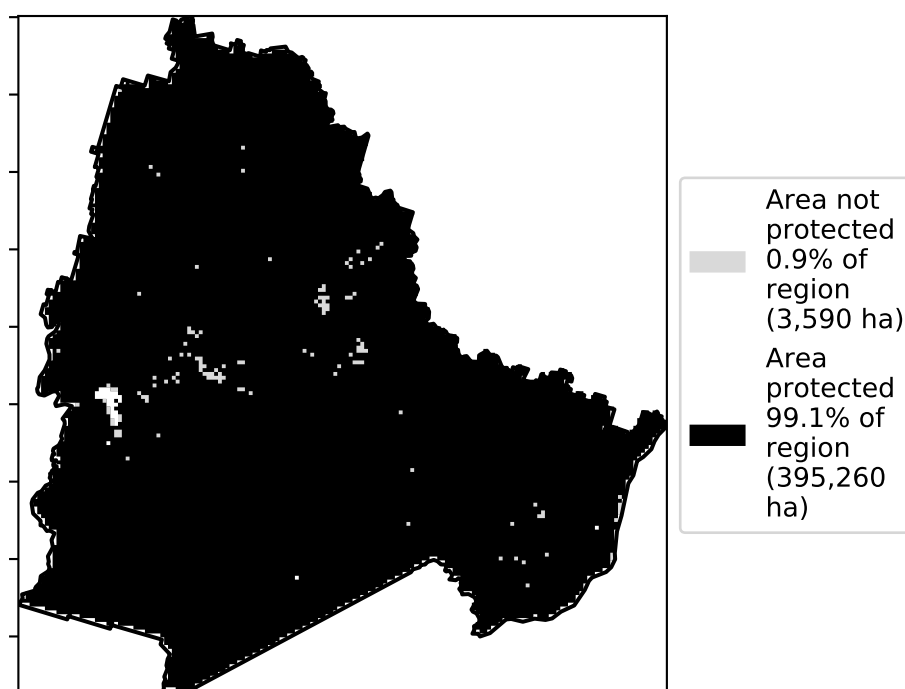 Area not
protected
0.9% of
region
(3,590 ha)
Area
protected
99.1% of
region
(395,260
ha)